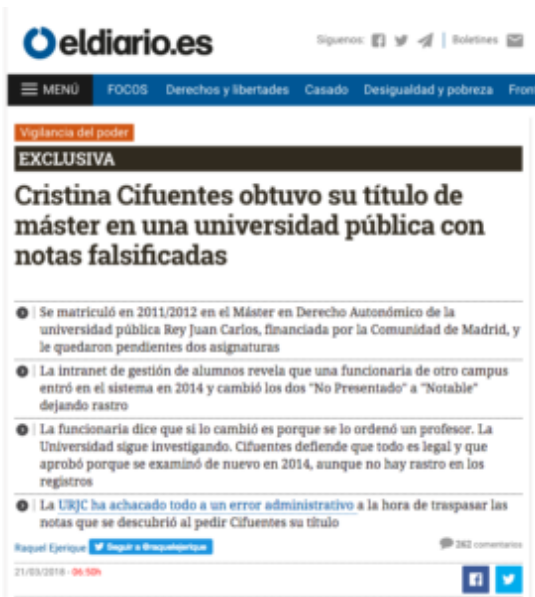 eldiario.es
Síguenos:
Boletines
MENÚ
FOCOS
Derechos y libertades
Casado
Desigualdad y pobreza
Fron
Vigilancia del poder
EXCLUSIVA
Cristina Cifuentes obtuvo su título de
máster en una universidad pública con
notas falsificadas
Se matriculó en 2011/2012 en el Máster en Derecho Autonómico de la
universidad pública Rey Juan Carlos, financiada por la Comunidad de Madrid, y
le quedaron pendientes dos asignaturas
La intranet de gestión de alumnos revela que una funcionaria de otro campus
entró en el sistema en 2014 y cambió los dos "No Presentado" a "Notable"
dejando rastro
La funcionaria dice que si lo cambió es porque se lo ordenó un profesor. La
Universidad sigue investigando. Cifuentes defiende que todo es legal y que
aprobó porque se examinó de nuevo en 2014, aunque no hay rastro en los
registros
La URJC ha achacado todo a un error administrativo a la hora de traspasar las
notas que se descubrió al pedir Cifuentes su título
Raquel Ejerique
Seguir a @raquelejerique
262 comentarios
21/03/2018 - 06:50h